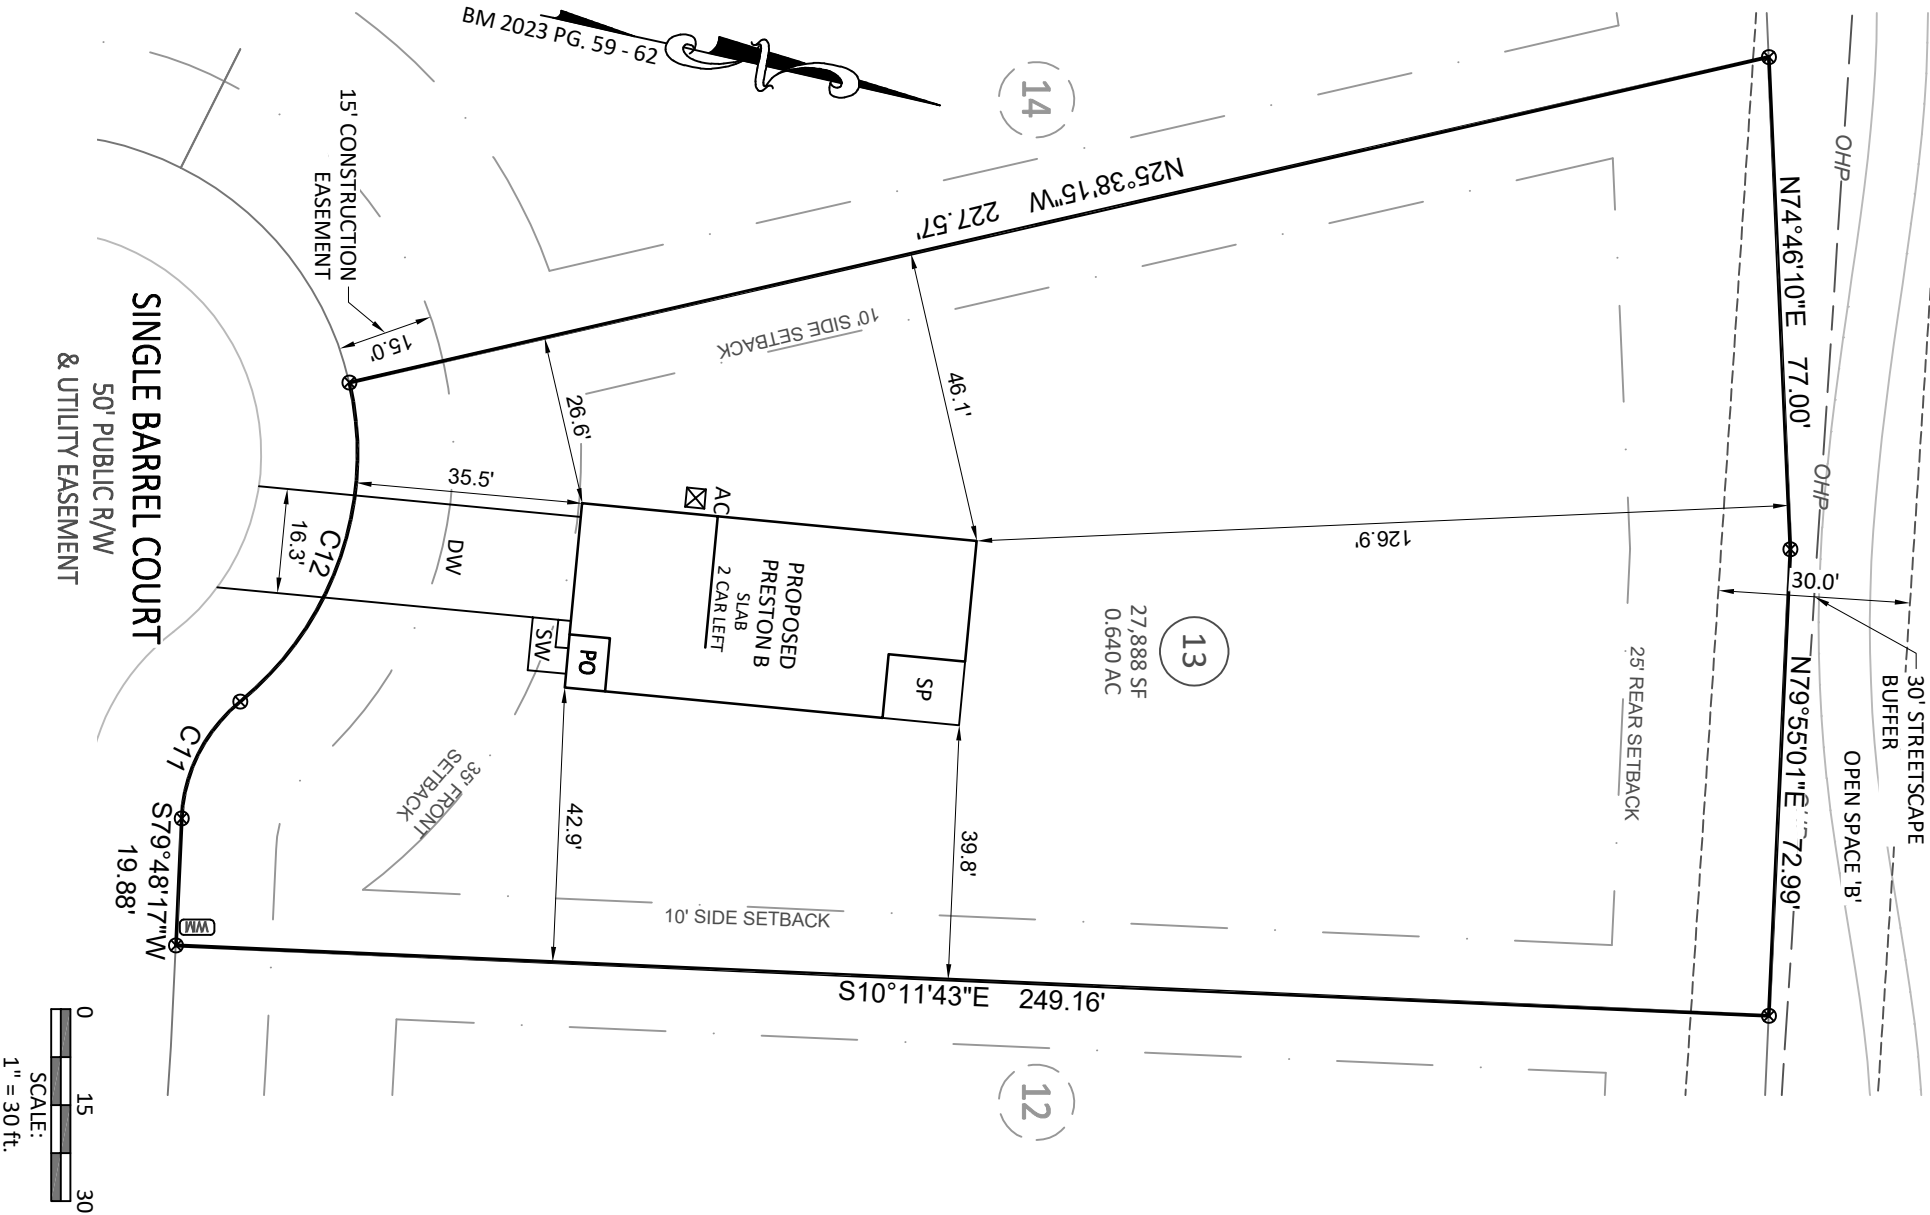 BM 2023 PG. 59 - 62
14
N25°38'15"W 227.57'
N74°46'10"E 77.00'
OHP
OHP
30.0'
30' STREETSCAPE
BUFFER
OPEN SPACE 'B'
N79°55'01"E 72.99'
25' REAR SETBACK
126.9'
13
27,888 SF
0.640 AC
10' SIDE SETBACK
46.1'
26.6'
15' CONSTRUCTION
EASEMENT
15.0'
35.5'
AC
PROPOSED
PRESTON B
SLAB
2 CAR LEFT
SP
PO
SW
DW
16.3'
C12
C11
SINGLE BARREL COURT
50' PUBLIC R/W
& UTILITY EASEMENT
35' FRONT
SETBACK
42.9'
39.8'
10' SIDE SETBACK
S79°48'17"W
19.88'
WM
S10°11'43"E 249.16'
12
0 15 30
SCALE:
1" = 30 ft.